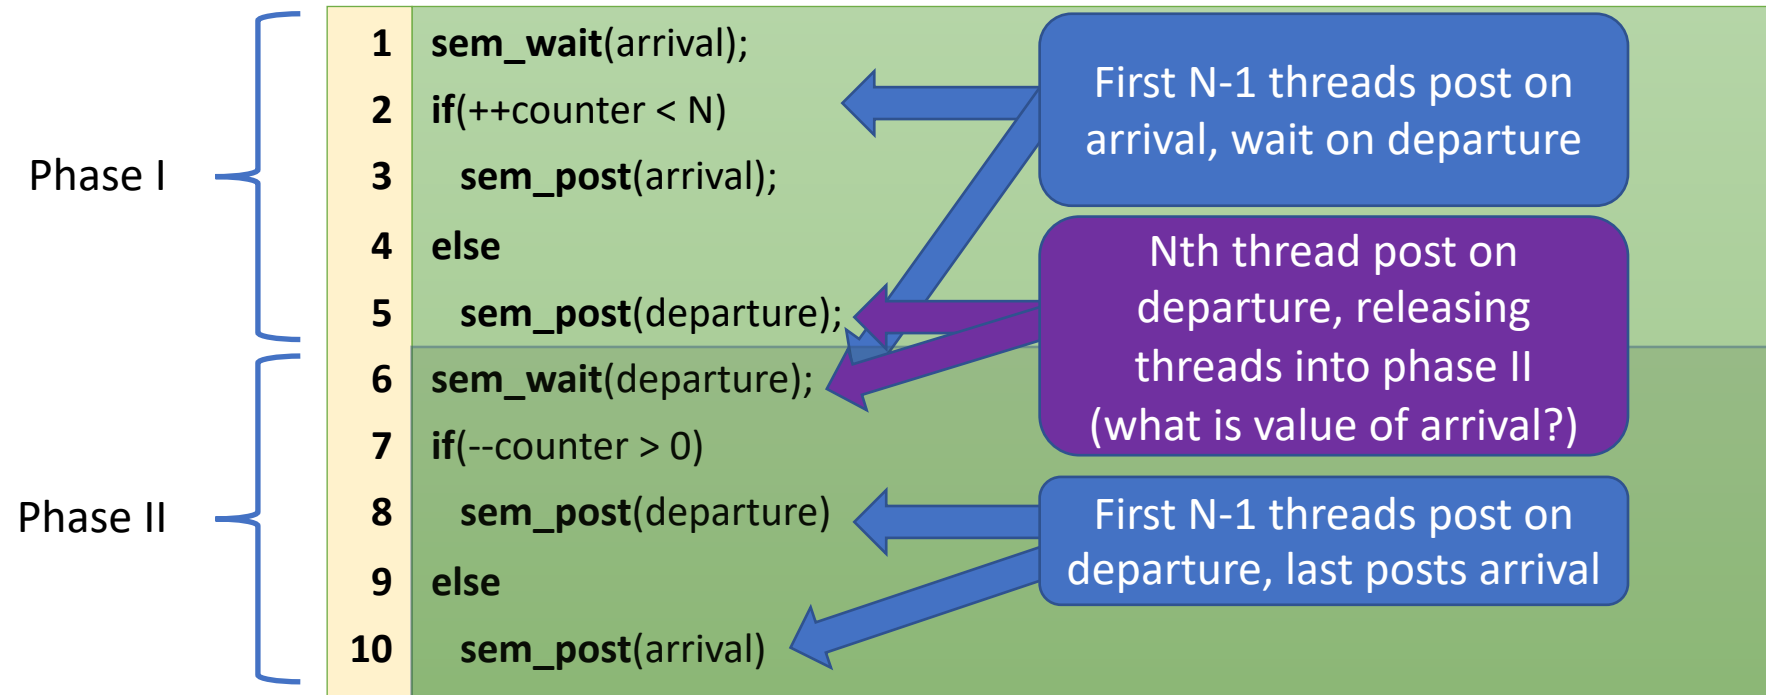 Phase I
Phase II
1 sem_wait(arrival);
2 if(++counter < N)
3 sem_post(arrival);
4 else
5 sem_post(departure);
6 sem_wait(departure);
7 if(--counter > 0)
8 sem_post(departure)
9 else
10 sem_post(arrival)
First N-1 threads post on
arrival, wait on departure
Nth thread post on
departure, releasing
threads into phase II
(what is value of arrival?)
First N-1 threads post on
departure, last posts arrival